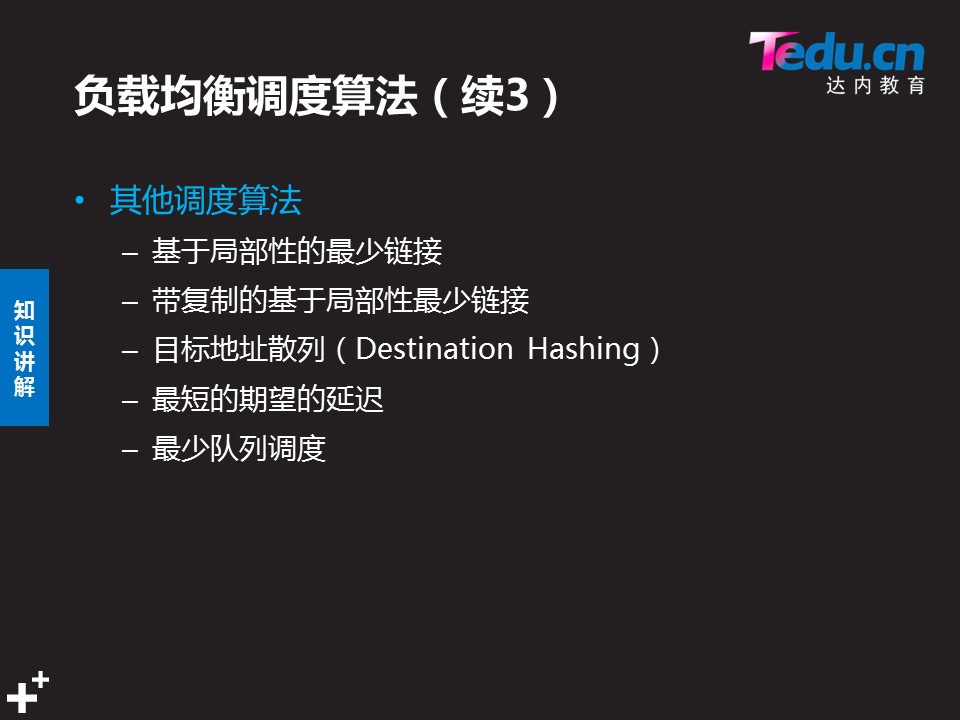 Tedu.cn
达内教育
负载均衡调度算法（续3）
• 其他调度算法
– 基于局部性的最少链接
– 带复制的基于局部性最少链接
– 目标地址散列（Destination Hashing）
– 最短的期望的延迟
– 最少队列调度
知识讲解